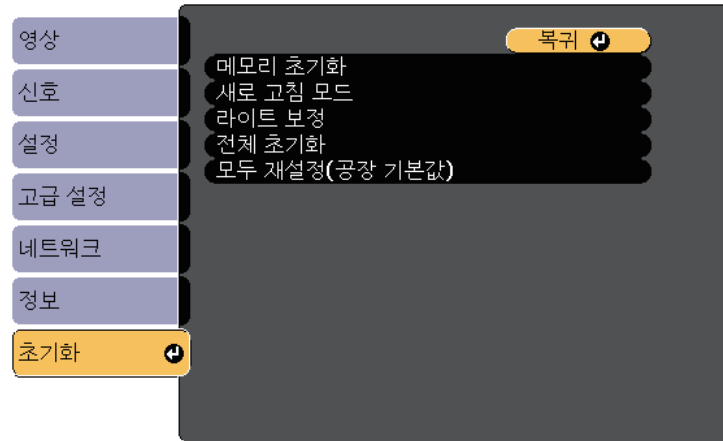 영상
신호
설정
고급 설정
네트워크
정보
초기화
복귀
메모리 초기화
새로 고침 모드
라이트 보정
전체 초기화
모두 재설정(공장 기본값)